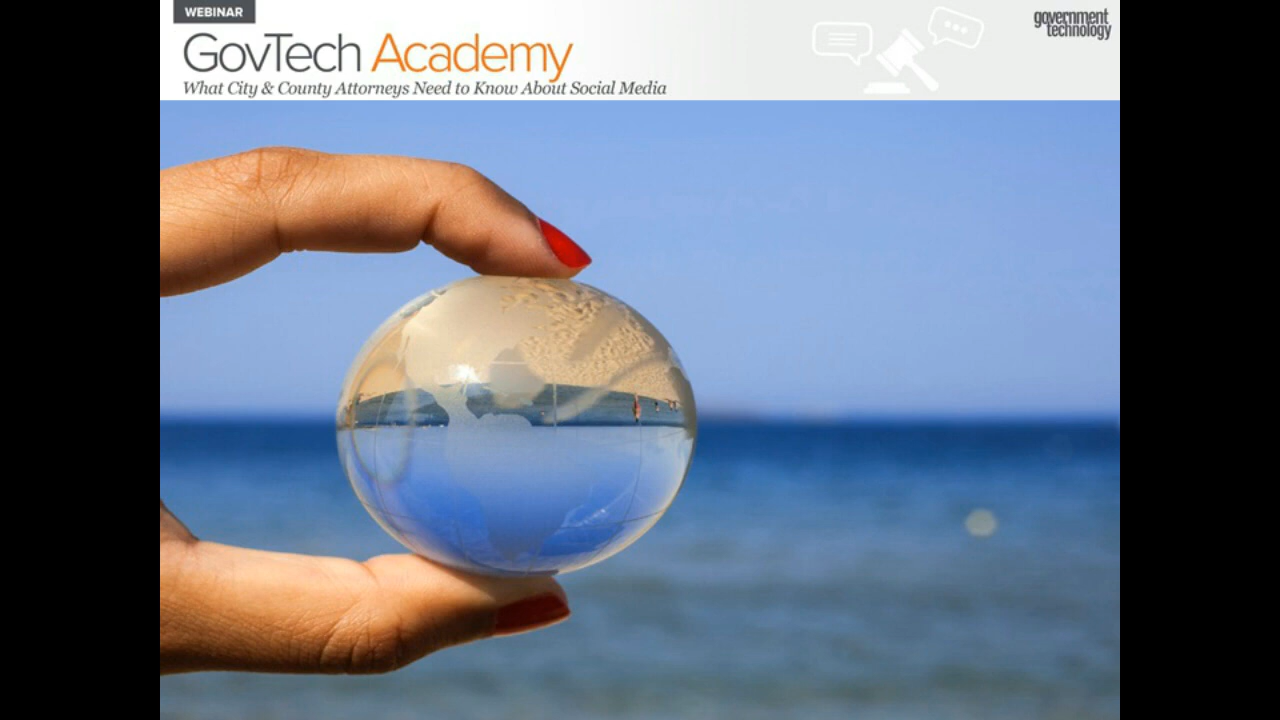 WEBINAR
GovTech Academy
What City & County Attorneys Need to Know About Social Media
government
technology